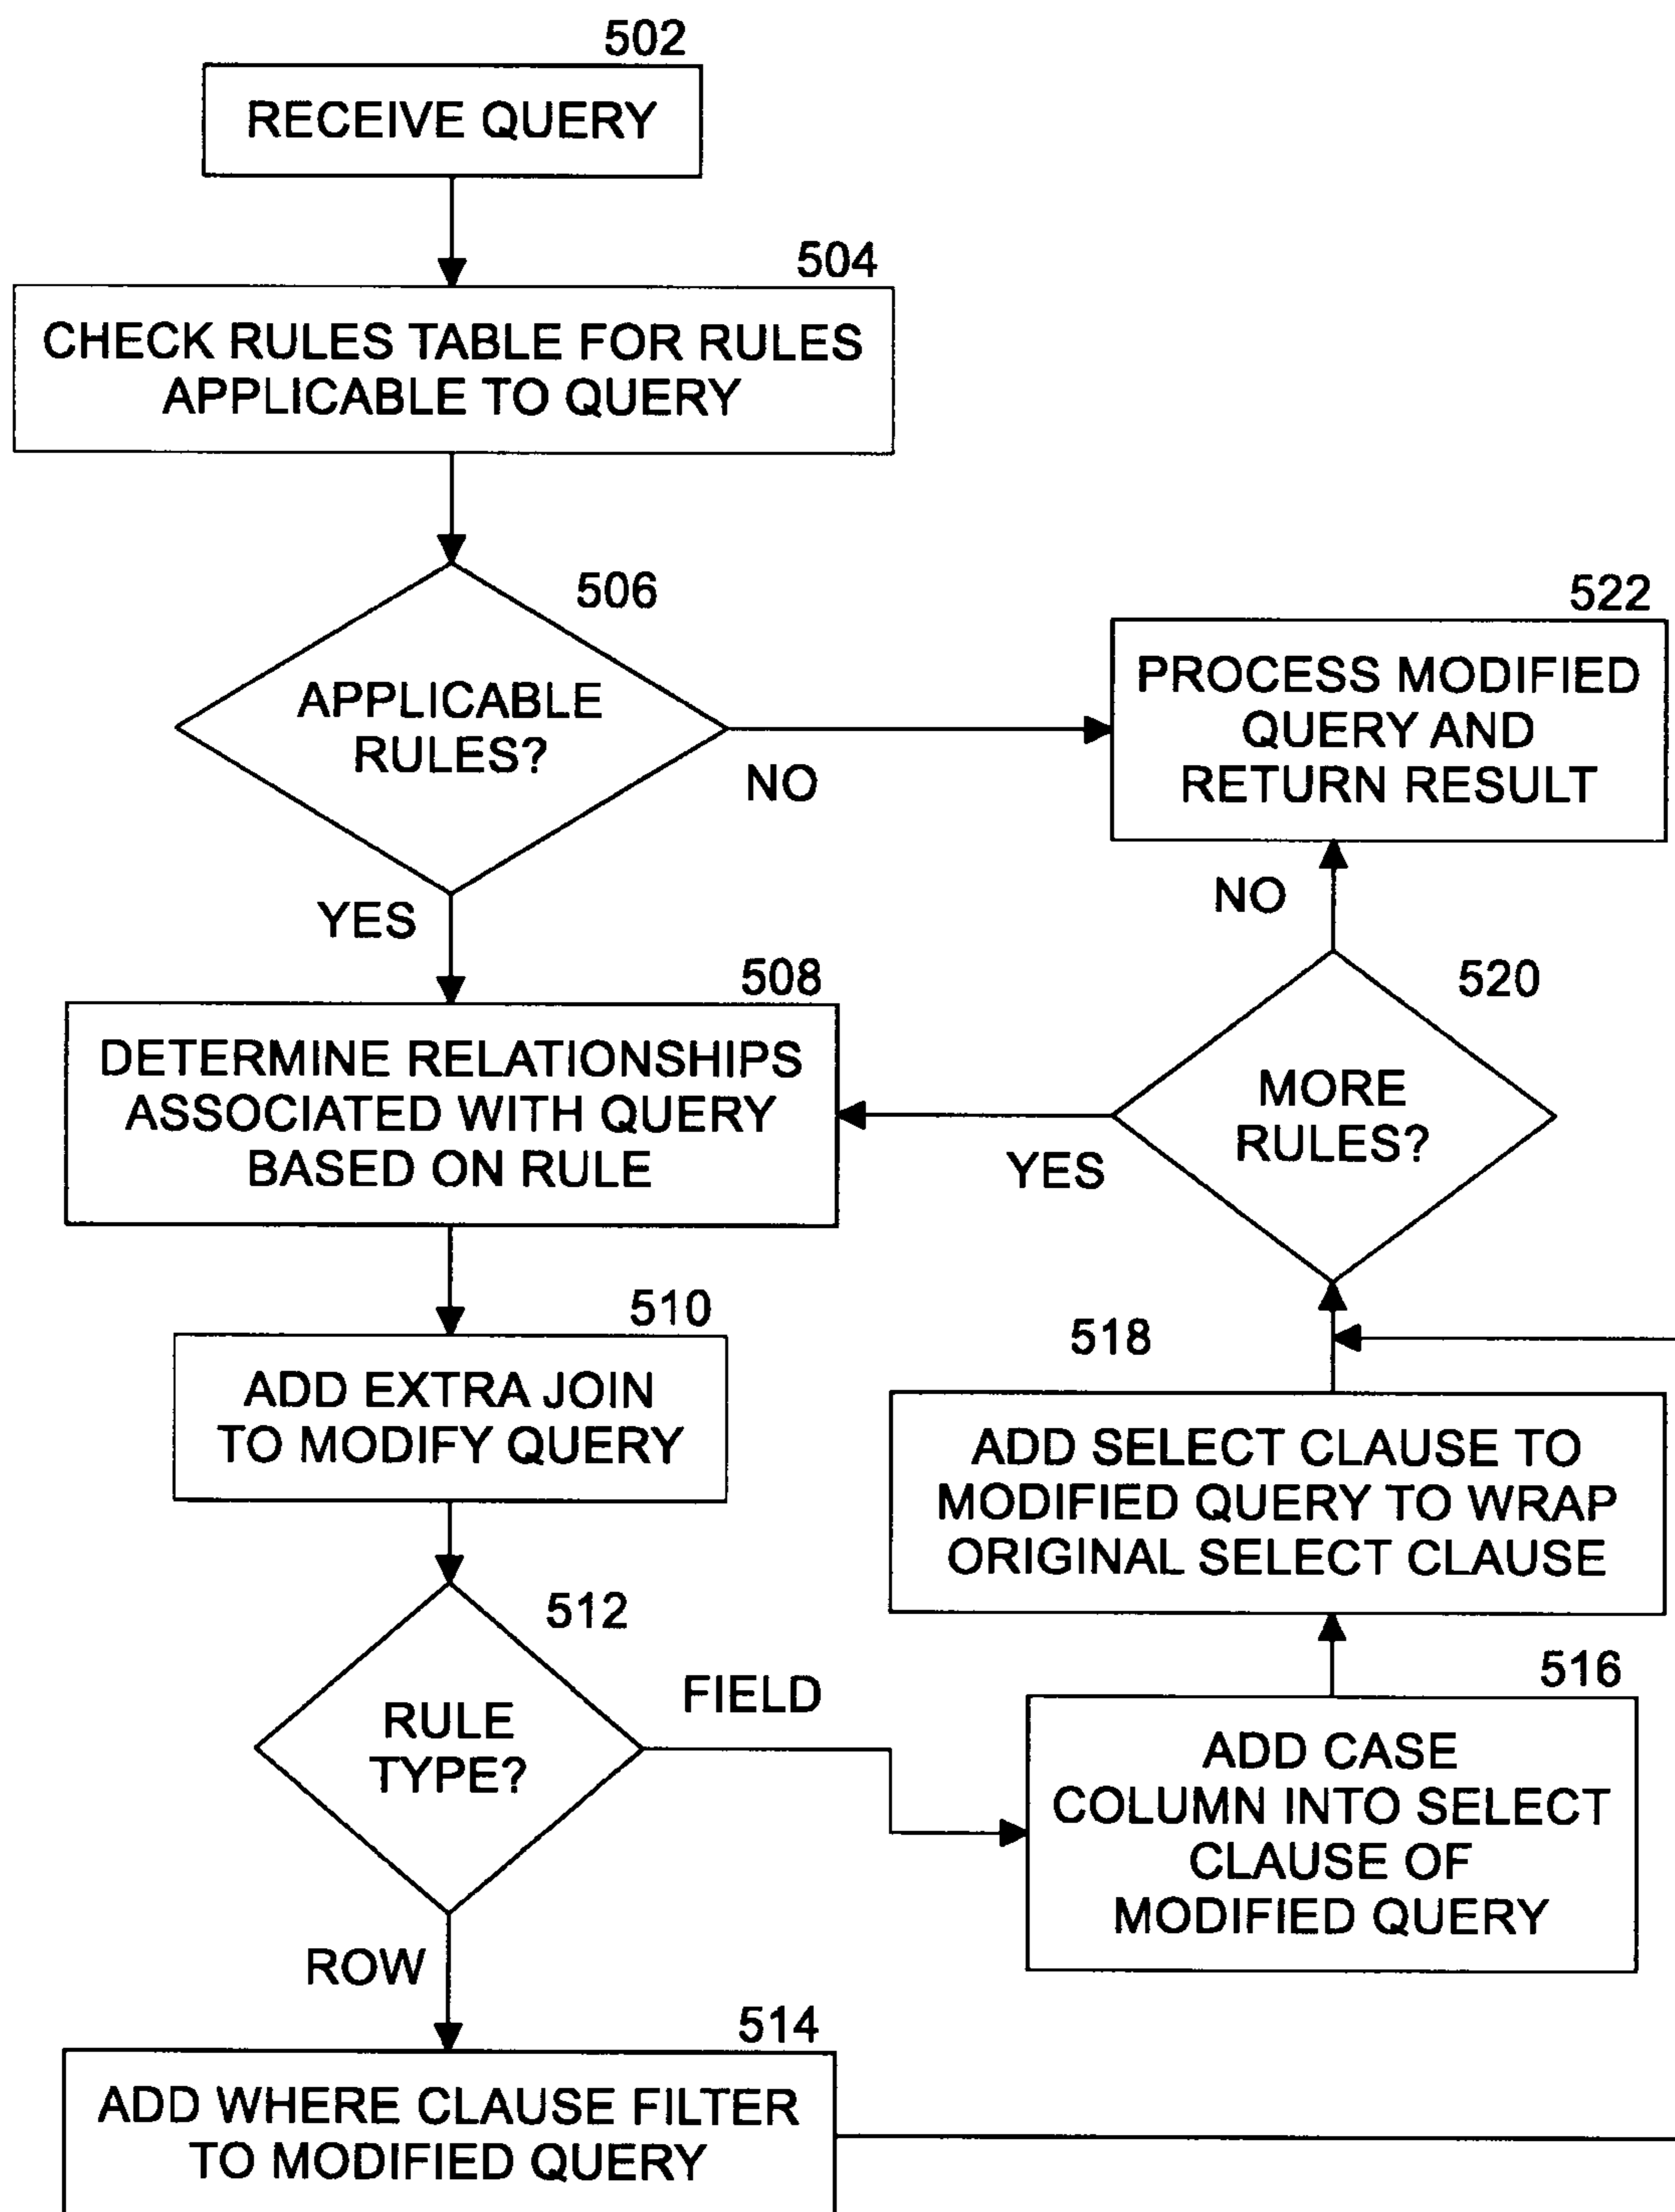 502
RECEIVE QUERY
504
CHECK RULES TABLE FOR RULES
APPLICABLE TO QUERY
506
APPLICABLE
RULES?
NO
YES
522
PROCESS MODIFIED
QUERY AND
RETURN RESULT
NO
520
MORE
RULES?
YES
508
DETERMINE RELATIONSHIPS
ASSOCIATED WITH QUERY
BASED ON RULE
510
ADD EXTRA JOIN
TO MODIFY QUERY
518
ADD SELECT CLAUSE TO
MODIFIED QUERY TO WRAP
ORIGINAL SELECT CLAUSE
512
RULE
TYPE?
FIELD
ROW
516
ADD CASE
COLUMN INTO SELECT
CLAUSE OF
MODIFIED QUERY
514
ADD WHERE CLAUSE FILTER
TO MODIFIED QUERY